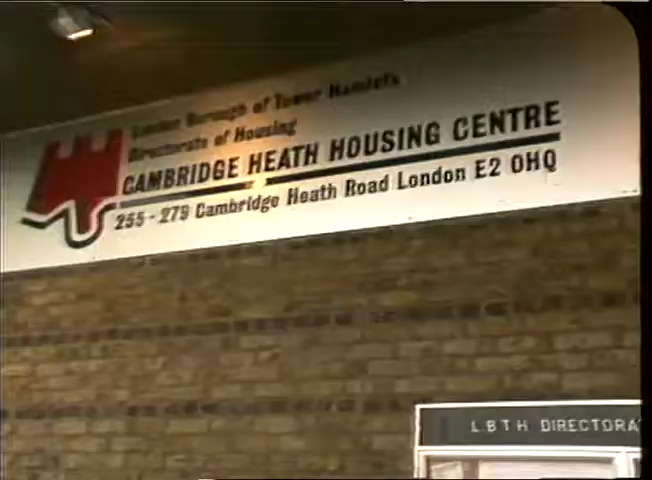 London Borough of Tower Hamlets
Directorate of Housing
CAMBRIDGE HEATH HOUSING CENTRE
255-279 Cambridge Heath Road London E2 0HQ
L.B.T.H DIRECTORA